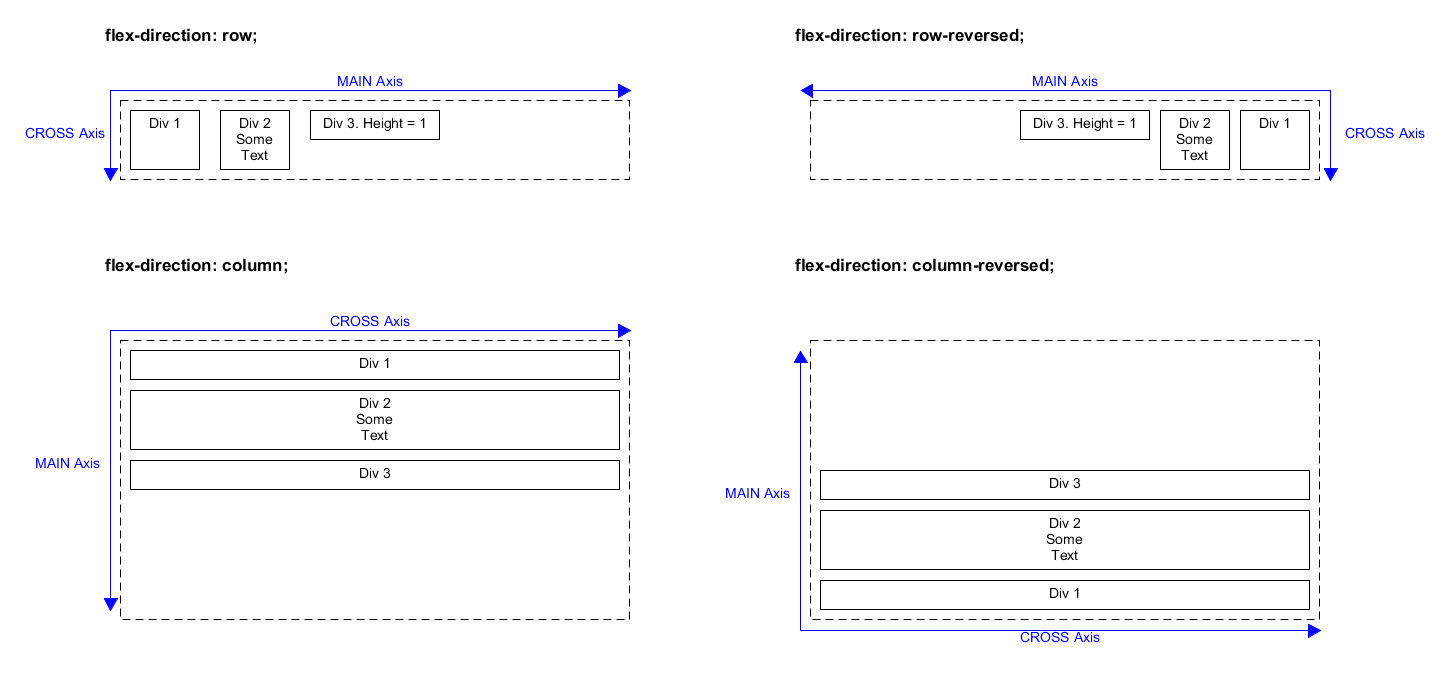 flex-direction: row;
MAIN Axis
CROSS Axis
Div 1
Div 2
Some
Text
Div 3. Height = 1
flex-direction: row-reversed;
MAIN Axis
Div 3. Height = 1
Div 2
Some
Text
Div 1
CROSS Axis
flex-direction: column;
CROSS Axis
MAIN Axis
Div 1
Div 2
Some
Text
Div 3
flex-direction: column-reversed;
MAIN Axis
Div 3
Div 2
Some
Text
Div 1
CROSS Axis